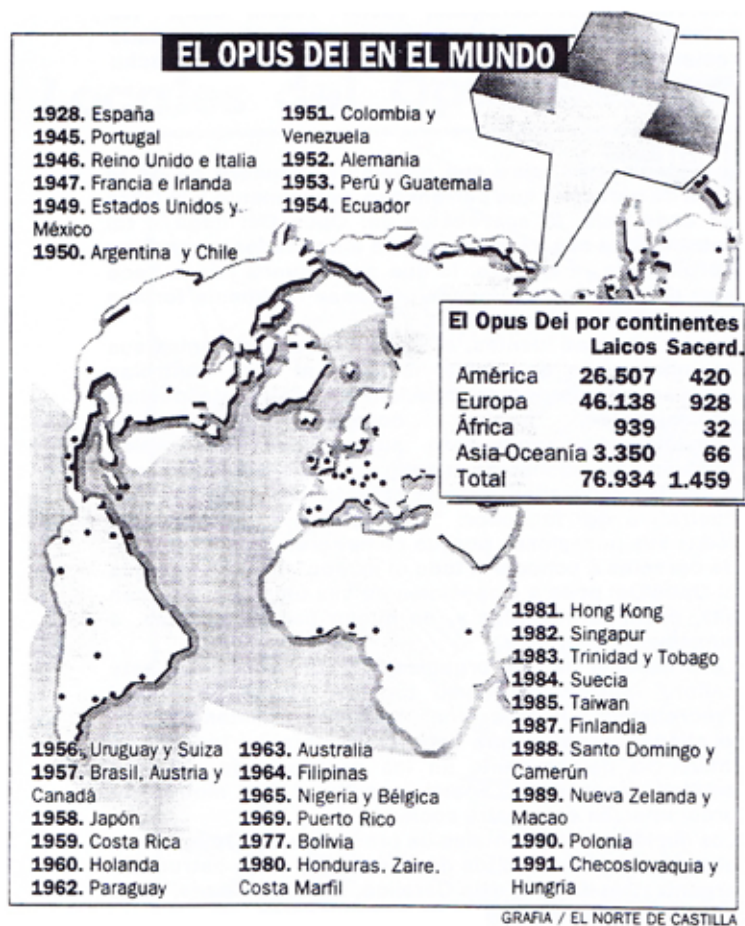 EL OPUS DEI EN EL MUNDO
1928. España
1945. Portugal
1946. Reino Unido e Italia
1947. Francia e Irlanda
1949. Estados Unidos y
México
1950. Argentina y Chile
1951. Colombia y
Venezuela
1952. Alemania
1953. Perú y Guatemala
1954. Ecuador
El Opus Dei por continentes
Laicos Sacerd.
América 26.507 420
Europa 46.138 928
África 939 32
Asia-Oceanía 3.350 66
Total 76.934 1.459
1956. Uruguay y Suiza
1957. Brasil, Austria y
Canadá
1958. Japón
1959. Costa Rica
1960. Holanda
1962. Paraguay
1963. Australia
1964. Filipinas
1965. Nigeria y Bélgica
1969. Puerto Rico
1977. Bolivia
1980. Honduras, Zaire,
Costa Marfil
1981. Hong Kong
1982. Singapur
1983. Trinidad y Tobago
1984. Suecia
1985. Taiwan
1987. Finlandia
1988. Santo Domingo y
Camerún
1989. Nueva Zelanda y
Macao
1990. Polonia
1991. Checoslovaquia y
Hungría
GRAFIA / EL NORTE DE CASTILLA